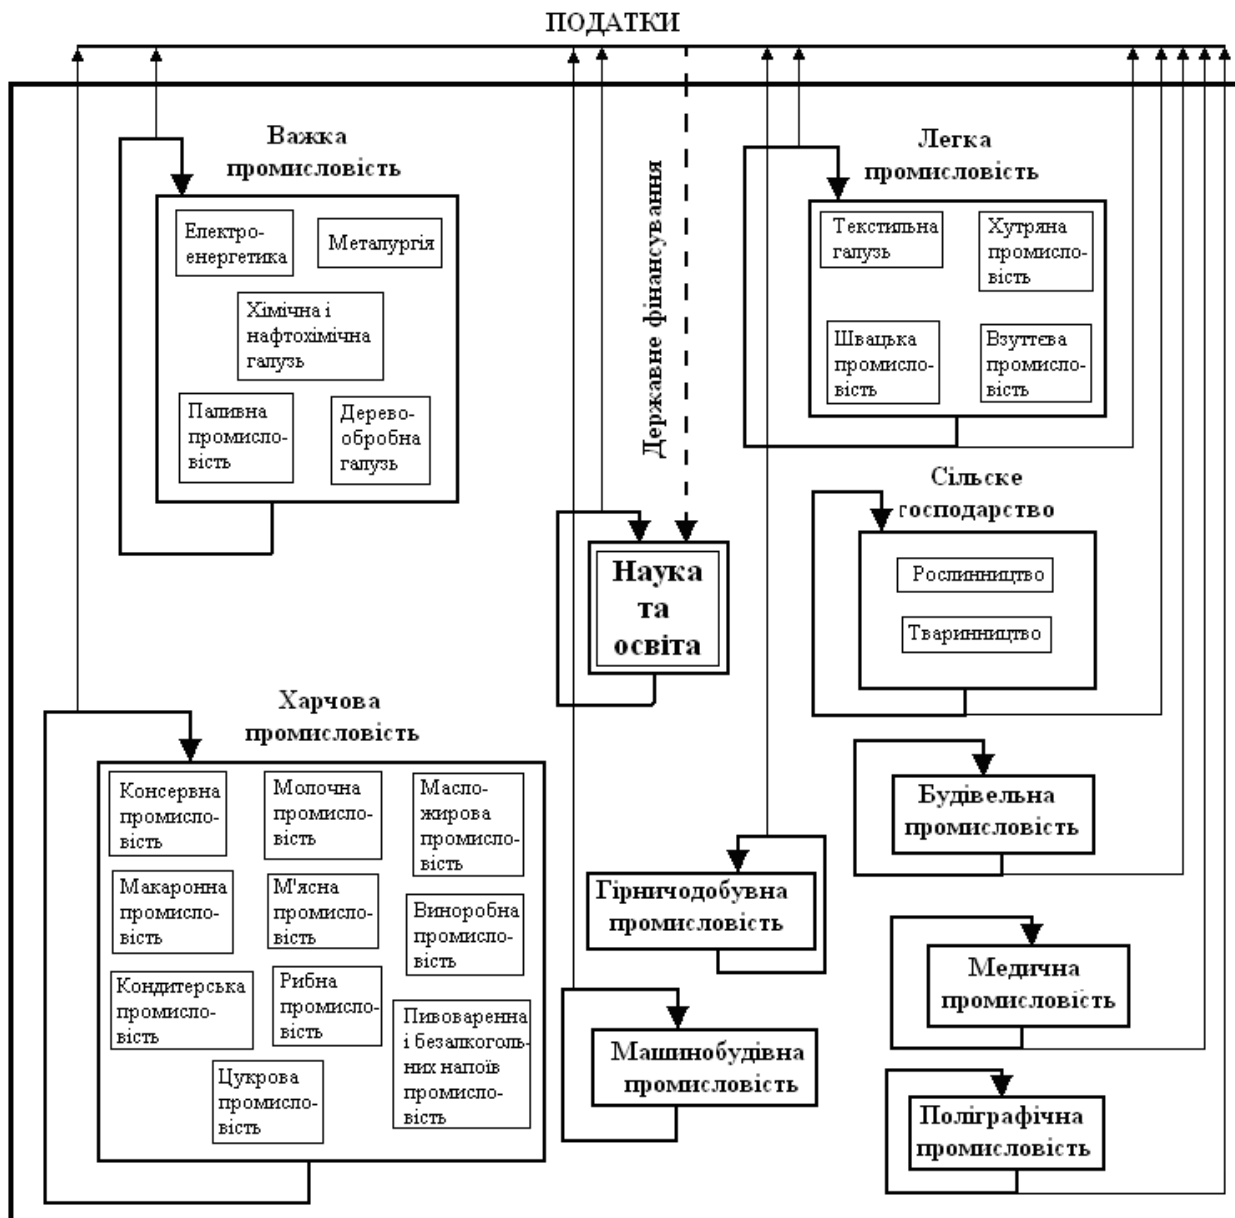 ПОДАТКИ
Важка
промисловість
Електро-
енергетика
Металургія
Хімічна і
нафтохімічна
галузь
Паливна
промисло-
вість
Дерево-
обробна
галузь
Державне фінансування
Легка
промисловість
Текстильна
галузь
Хутряна
промисло-
вість
Швацька
промисло-
вість
Взуттєва
промисло-
вість
Сільске
господарство
Рослинництво
Тваринництво
Наука
та
освіта
Харчова
промисловість
Консервна
промисло-
вість
Молочна
промисло-
вість
Масло-
жирова
промисло-
вість
Макаронна
промисло-
вість
М'ясна
промисло-
вість
Виноробна
промисло-
вість
Кондитерська
промисло-
вість
Рибна
промисло-
вість
Пивоваренна
і безалкоголь-
них напоїв
промисло-
вість
Цукрова
промисло-
вість
Гірничодобувна
промисловість
Машинобудівна
промисловість
Будівельна
промисловість
Медична
промисловість
Поліграфічна
промисловість